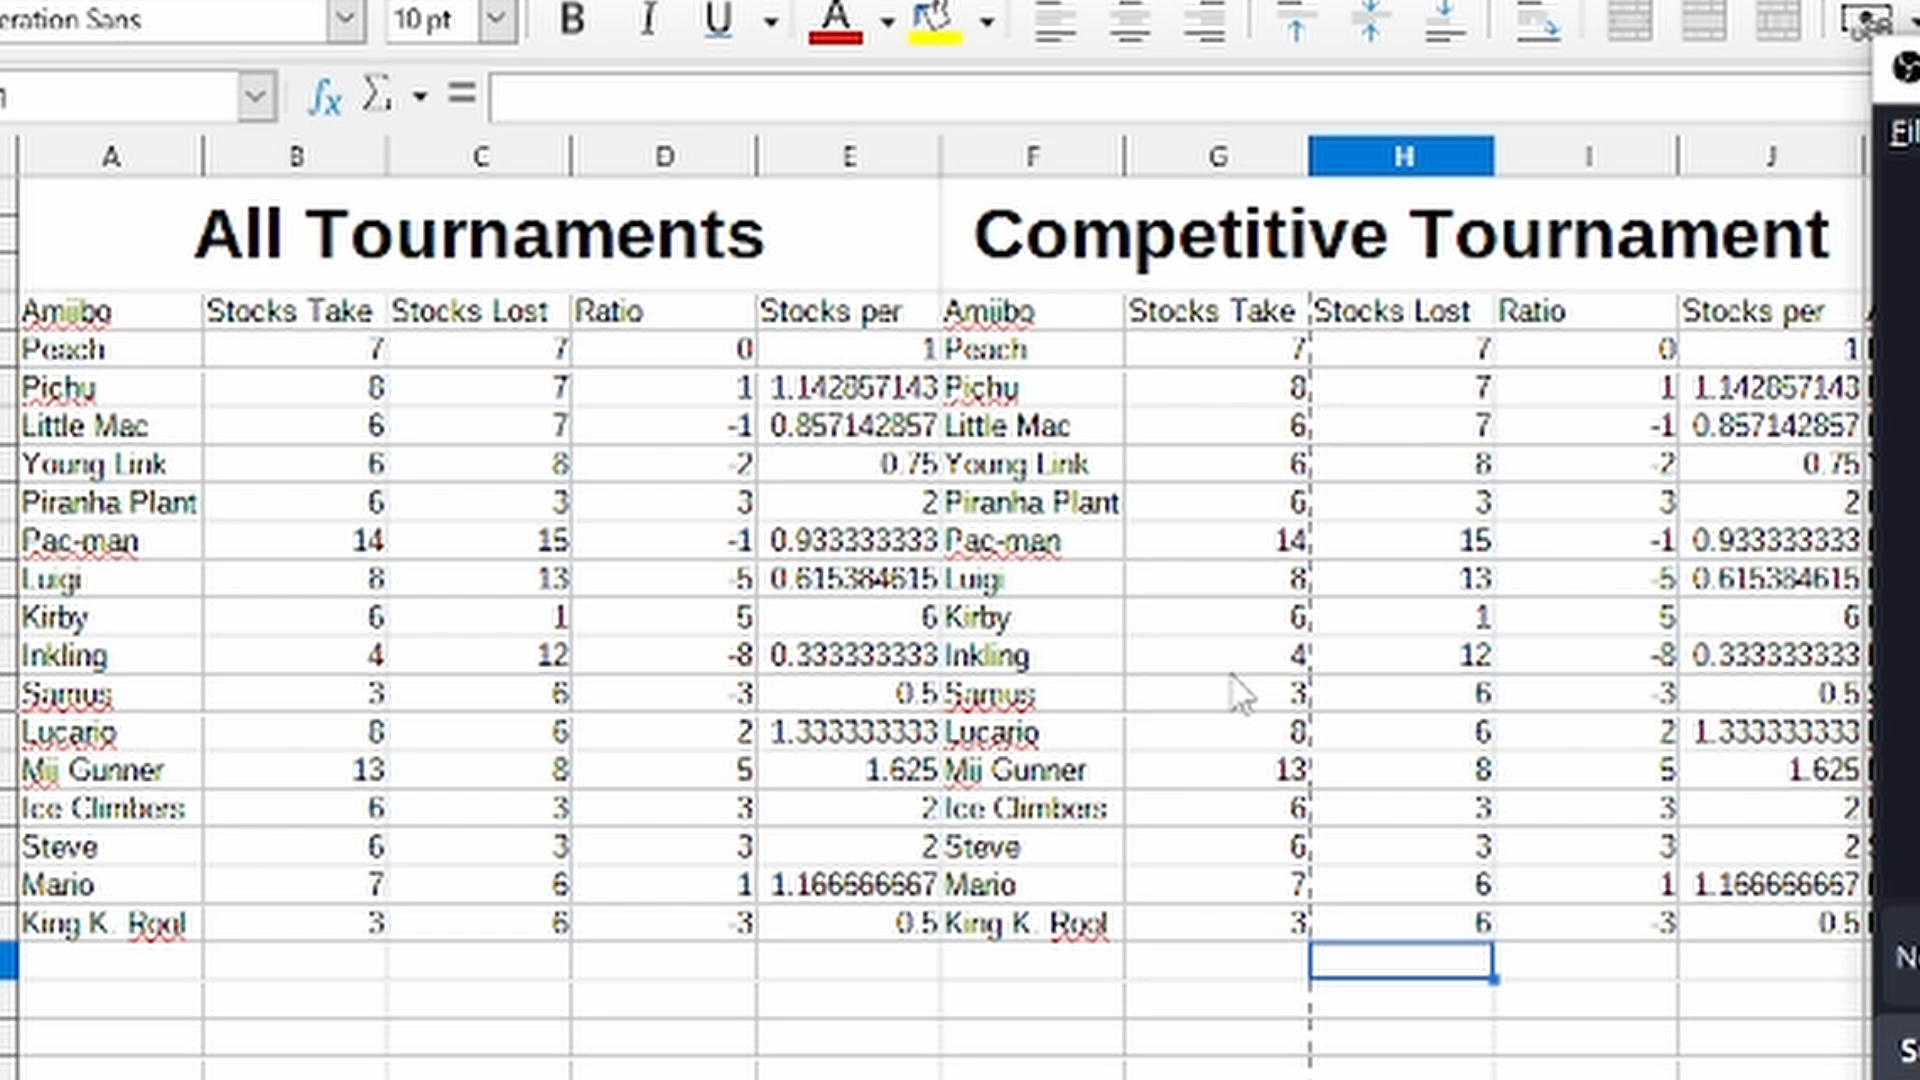 eration Sans 10 pt B I U A
fx Σ =
A B C D E F G H I J
All Tournaments Competitive Tournament
Amiibo Stocks Take Stocks Lost Ratio Stocks per Amiibo Stocks Take Stocks Lost Ratio Stocks per
Peach 7 7 0 1 Peach 7 7 0 1
Pichu 8 7 1 1.142857143 Pichu 8 7 1 1.142857143
Little Mac 6 7 -1 0.857142857 Little Mac 6 7 -1 0.857142857
Young Link 6 8 -2 0.75 Young Link 6 8 -2 0.75
Piranha Plant 6 3 3 2 Piranha Plant 6 3 3 2
Pac-man 14 15 -1 0.933333333 Pac-man 14 15 -1 0.933333333
Luigi 8 13 -5 0.615384615 Luigi 8 13 -5 0.615384615
Kirby 6 1 5 6 Kirby 6 1 5 6
Inkling 4 12 -8 0.333333333 Inkling 4 12 -8 0.333333333
Samus 3 6 -3 0.5 Samus 3 6 -3 0.5
Lucario 8 6 2 1.333333333 Lucario 8 6 2 1.333333333
Mii Gunner 13 8 5 1.625 Mii Gunner 13 8 5 1.625
Ice Climbers 6 3 3 2 Ice Climbers 6 3 3 2
Steve 6 3 3 2 Steve 6 3 3 2
Mario 7 6 1 1.166666667 Mario 7 6 1 1.166666667
King K. Rool 3 6 -3 0.5 King K. Rool 3 6 -3 0.5